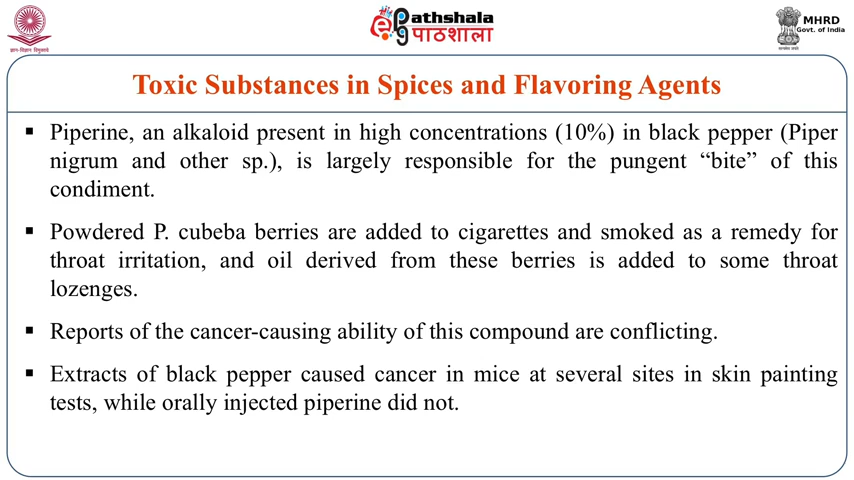 ज्ञान-विज्ञान विमुक्तये
ePathshala
पाठशाला
MHRD
Govt. of India
सत्यमेव जयते
Toxic Substances in Spices and Flavoring Agents
▪ Piperine, an alkaloid present in high concentrations (10%) in black pepper (Piper
nigrum and other sp.), is largely responsible for the pungent “bite” of this
condiment.
▪ Powdered P. cubeba berries are added to cigarettes and smoked as a remedy for
throat irritation, and oil derived from these berries is added to some throat
lozenges.
▪ Reports of the cancer-causing ability of this compound are conflicting.
▪ Extracts of black pepper caused cancer in mice at several sites in skin painting
tests, while orally injected piperine did not.